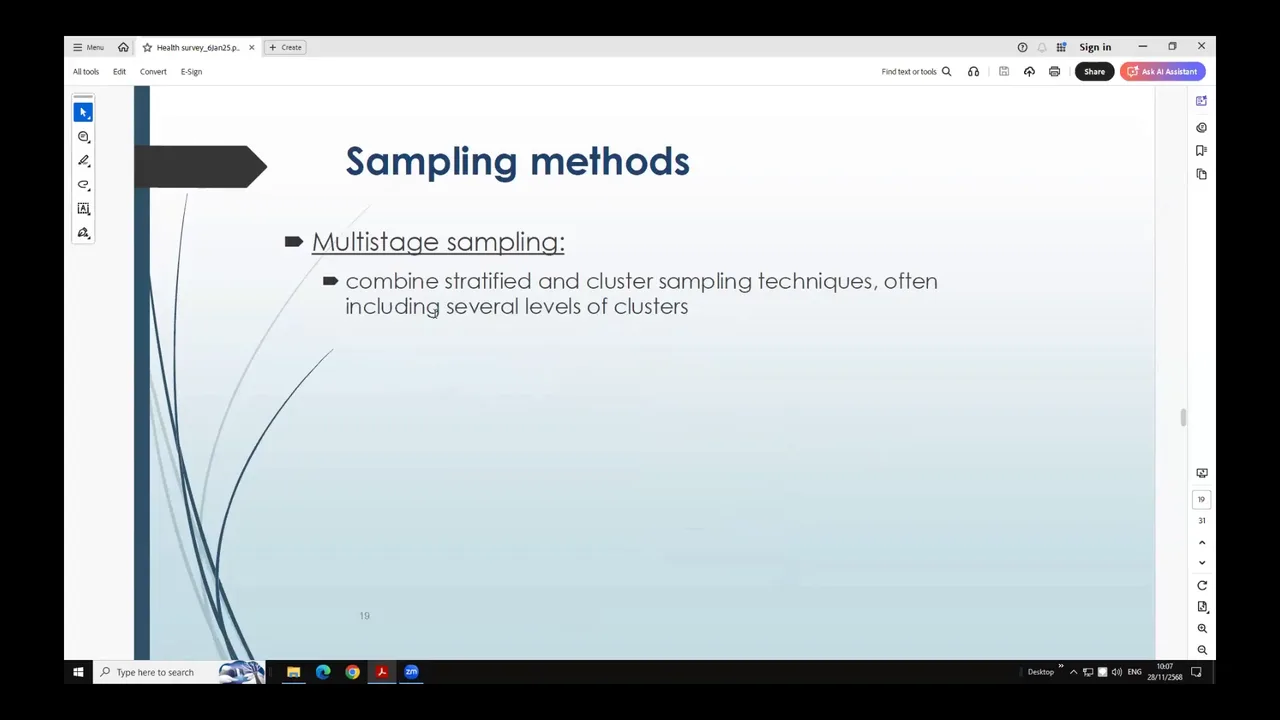 Menu
Health survey_6Jan25.p...
Create
Sign in
All tools
Edit
Convert
E-Sign
Find text or tools
Share
Ask AI Assistant
Sampling methods
Multistage sampling:
combine stratified and cluster sampling techniques, often
including several levels of clusters
19
19
31
Type here to search
zm
Desktop
ENG
10:07
28/11/2568